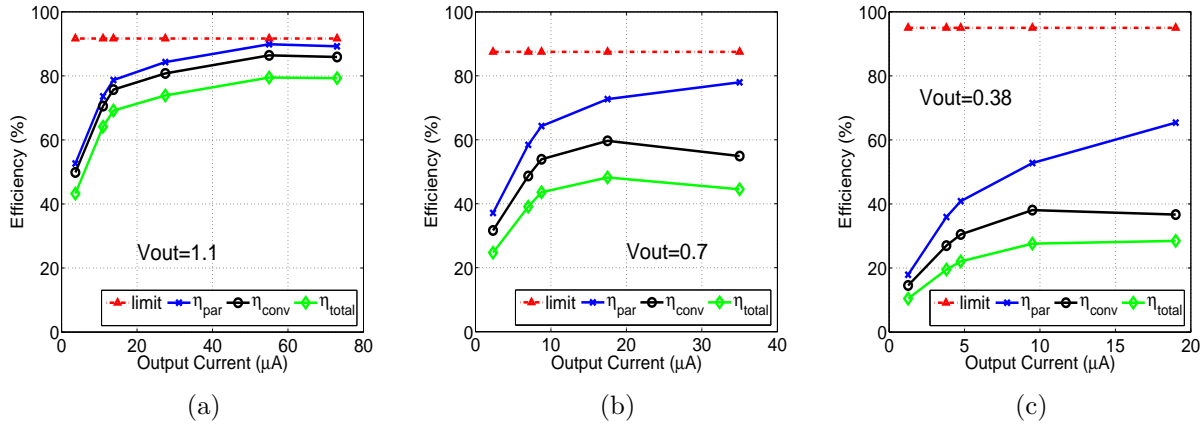 100
80
60
40
20
0
Efficiency (%)
Vout=1.1
limit η_par η_conv η_total
0 20 40 60 80
Output Current (μA)
(a)
100
80
60
40
20
0
Efficiency (%)
Vout=0.7
limit η_par η_conv η_total
0 10 20 30 40
Output Current (μA)
(b)
100
80
60
40
20
0
Efficiency (%)
Vout=0.38
limit η_par η_conv η_total
0 5 10 15 20
Output Current (μA)
(c)